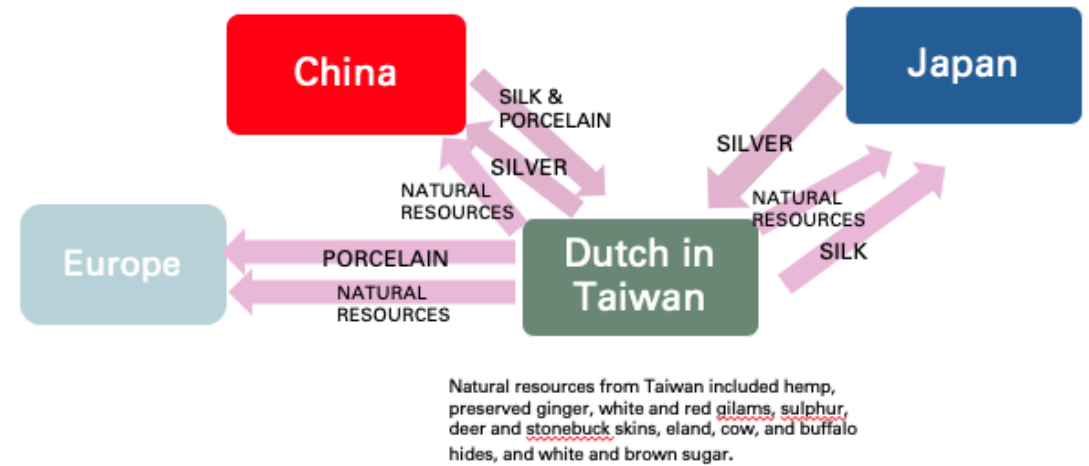 China
Japan
SILK &
PORCELAIN
SILVER
SILVER
NATURAL
RESOURCES
NATURAL
RESOURCES
SILK
Europe
PORCELAIN
NATURAL
RESOURCES
Dutch in
Taiwan
Natural resources from Taiwan included hemp,
preserved ginger, white and red gilams, sulphur,
deer and stonebuck skins, eland, cow, and buffalo
hides, and white and brown sugar.